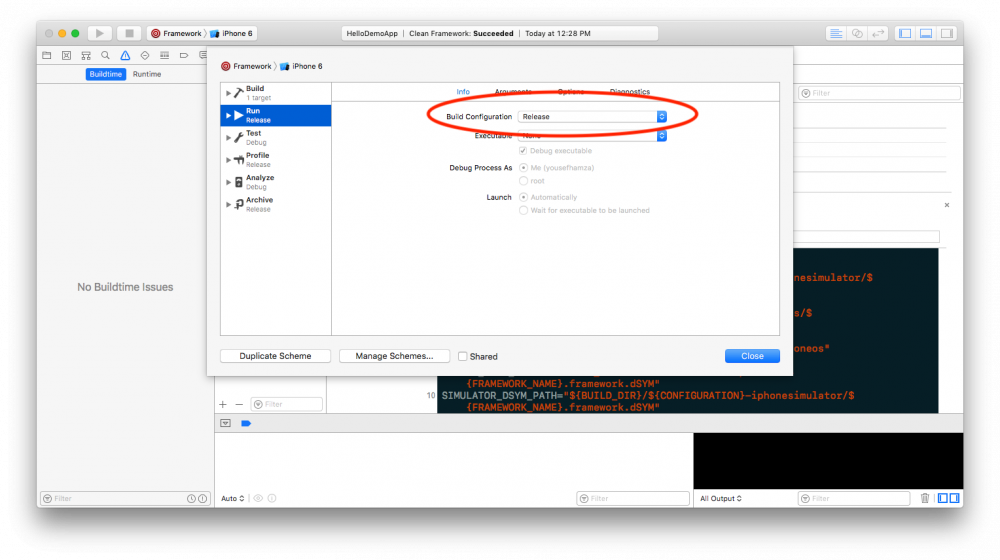 Framework iPhone 6
HelloDemoApp | Clean Framework: Succeeded | Today at 12:28 PM
Buildtime Runtime
Framework iPhone 6
Build
1 target
Run
Release
Test
Debug
Profile
Release
Analyze
Debug
Archive
Release
Info Arguments Options Diagnostics
Build Configuration Release
Executable None
Debug executable
Debug Process As Me (yousefhamza)
root
Launch Automatically
Wait for executable to be launched
Duplicate Scheme Manage Schemes... Shared Close
Filter
No Buildtime Issues
nesimulator/$
s/$
oneos"
{FRAMEWORK_NAME}.framework.dSYM"
10 SIMULATOR_DSYM_PATH="${BUILD_DIR}/${CONFIGURATION}-iphonesimulator/$
{FRAMEWORK_NAME}.framework.dSYM"
Filter
Filter
Auto
Filter
All Output
Filter